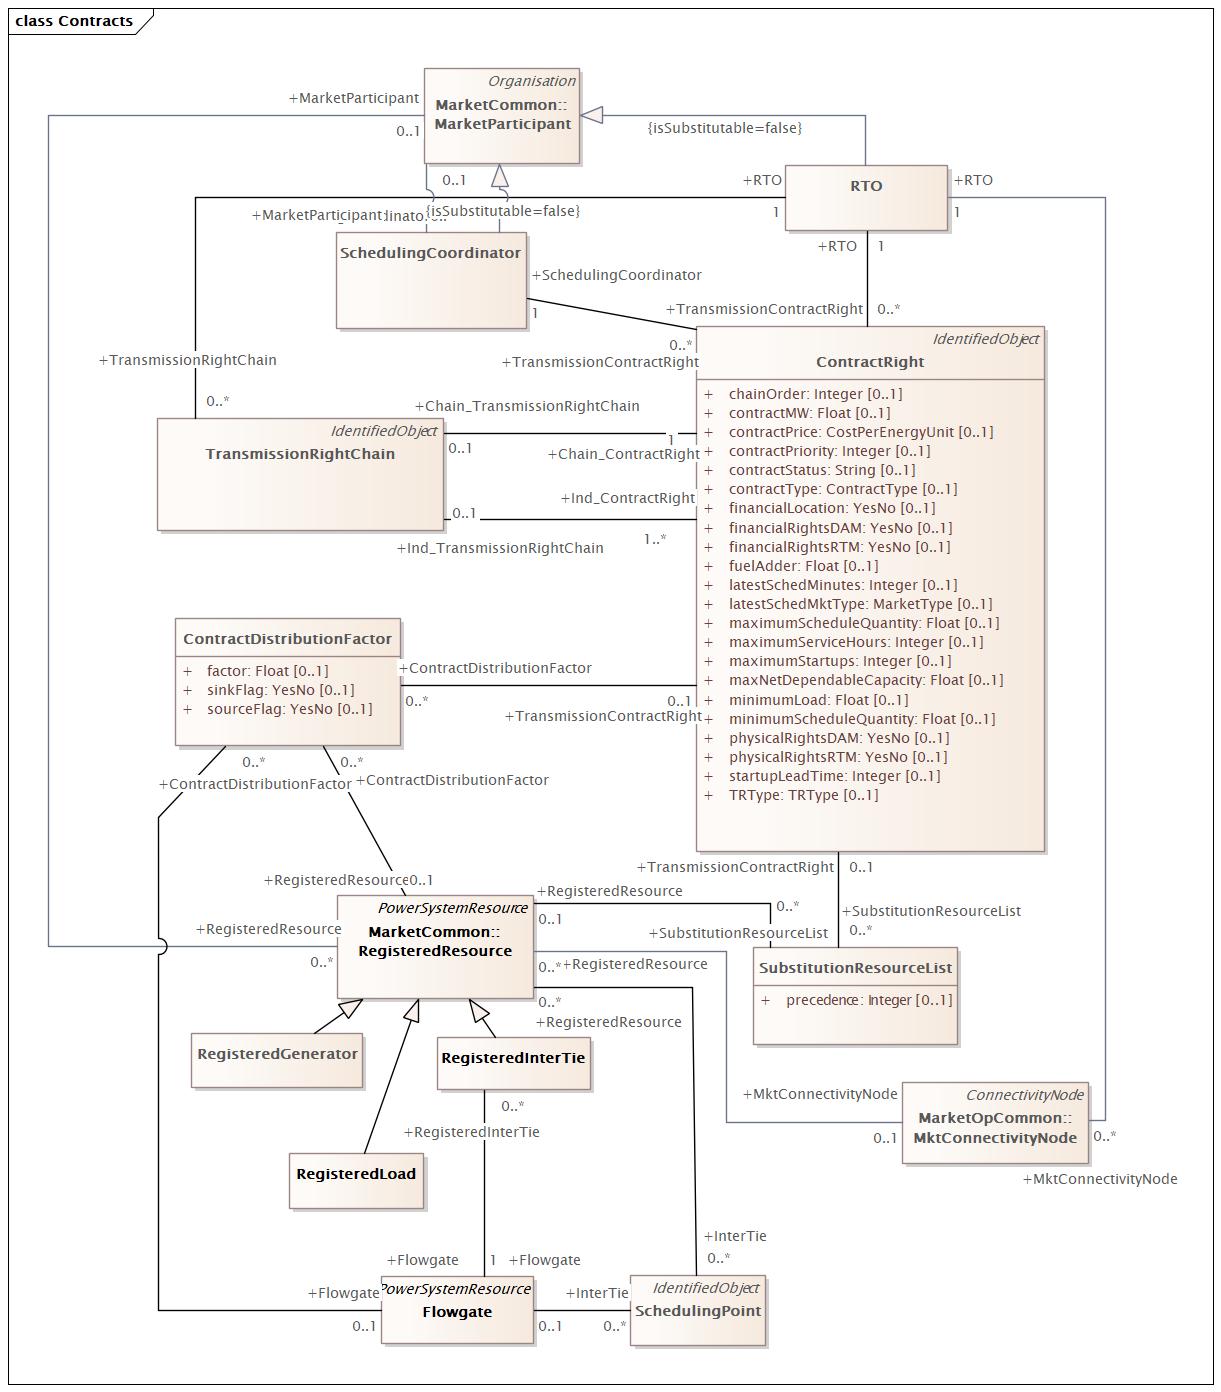 class Contracts
Organisation
MarketCommon::
MarketParticipant
+MarketParticipant
0..1
{isSubstitutable=false}
0..1
+RTO
RTO
+RTO
1
1
+MarketParticipant
{isSubstitutable=false}
SchedulingCoordinator
+RTO
1
+SchedulingCoordinator
1
+TransmissionContractRight
0..*
0..*
+TransmissionContractRight
+TransmissionRightChain
0..*
IdentifiedObject
ContractRight
+ chainOrder: Integer [0..1]
+ contractMW: Float [0..1]
+ contractPrice: CostPerEnergyUnit [0..1]
+ contractPriority: Integer [0..1]
+ contractStatus: String [0..1]
+ contractType: ContractType [0..1]
+ financialLocation: YesNo [0..1]
+ financialRightsDAM: YesNo [0..1]
+ financialRightsRTM: YesNo [0..1]
+ fuelAdder: Float [0..1]
+ latestSchedMinutes: Integer [0..1]
+ latestSchedMktType: MarketType [0..1]
+ maximumScheduleQuantity: Float [0..1]
+ maximumServiceHours: Integer [0..1]
+ maximumStartups: Integer [0..1]
+ maxNetDependableCapacity: Float [0..1]
+ minimumLoad: Float [0..1]
+ minimumScheduleQuantity: Float [0..1]
+ physicalRightsDAM: YesNo [0..1]
+ physicalRightsRTM: YesNo [0..1]
+ startupLeadTime: Integer [0..1]
+ TRType: TRType [0..1]
IdentifiedObject
TransmissionRightChain
+Chain_TransmissionRightChain
0..1
1
+Chain_ContractRight
+Ind_ContractRight
0..1
1..*
+Ind_TransmissionRightChain
ContractDistributionFactor
+ factor: Float [0..1]
+ sinkFlag: YesNo [0..1]
+ sourceFlag: YesNo [0..1]
+ContractDistributionFactor
0..*
0..1
+TransmissionContractRight
0..*
+ContractDistributionFactor
0..*
+ContractDistributionFactor
+RegisteredResource
0..1
+TransmissionContractRight
0..1
PowerSystemResource
MarketCommon::
RegisteredResource
+RegisteredResource
0..*
+RegisteredResource
0..1
0..*
+SubstitutionResourceList
+SubstitutionResourceList
0..*
0..*
+RegisteredResource
0..*
+RegisteredResource
SubstitutionResourceList
+ precedence: Integer [0..1]
RegisteredGenerator
RegisteredInterTie
0..*
+RegisteredInterTie
RegisteredLoad
+MktConnectivityNode
0..1
ConnectivityNode
MarketOpCommon::
MktConnectivityNode
0..*
+MktConnectivityNode
+InterTie
0..*
+Flowgate
1
+Flowgate
+Flowgate
0..1
PowerSystemResource
Flowgate
0..1
+InterTie
0..*
IdentifiedObject
SchedulingPoint